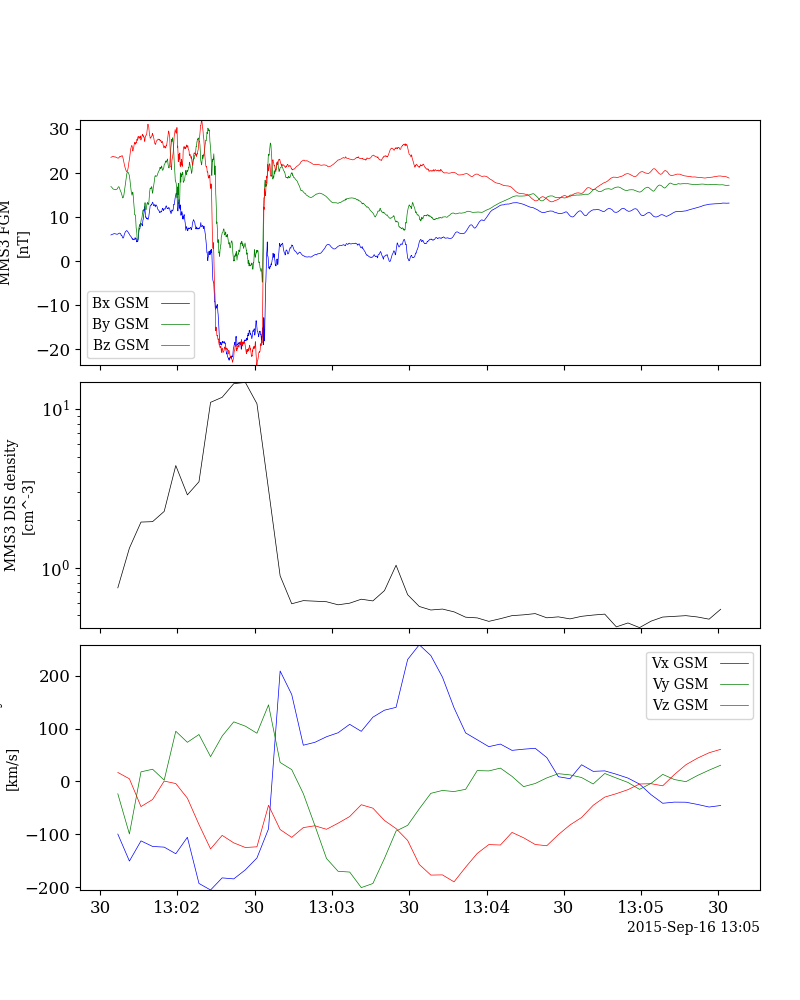 30
20
10
0
−10
−20
MMS3 FGM
[nT]
Bx GSM
By GSM
Bz GSM
10^1
10^0
MMS3 DIS density
[cm^-3]
200
100
0
−100
−200
[km/s]
Vx GSM
Vy GSM
Vz GSM
30 13:02 30 13:03 30 13:04 30 13:05 30
2015-Sep-16 13:05